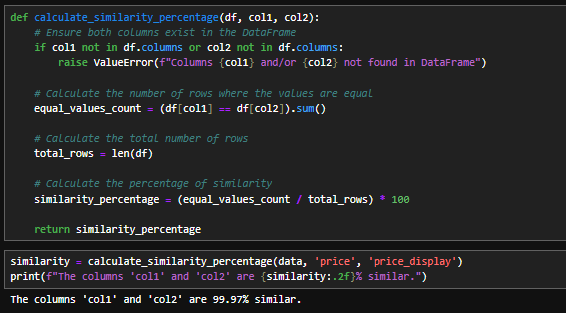 def calculate_similarity_percentage(df, col1, col2):
    # Ensure both columns exist in the DataFrame
    if col1 not in df.columns or col2 not in df.columns:
        raise ValueError(f"Columns {col1} and/or {col2} not found in DataFrame")
    # Calculate the number of rows where the values are equal
    equal_values_count = (df[col1] == df[col2]).sum()
    # Calculate the total number of rows
    total_rows = len(df)
    # Calculate the percentage of similarity
    similarity_percentage = (equal_values_count / total_rows) * 100
    return similarity_percentage
similarity = calculate_similarity_percentage(data, 'price', 'price_display')
print(f"The columns 'col1' and 'col2' are {similarity:.2f}% similar.")
The columns 'col1' and 'col2' are 99.97% similar.